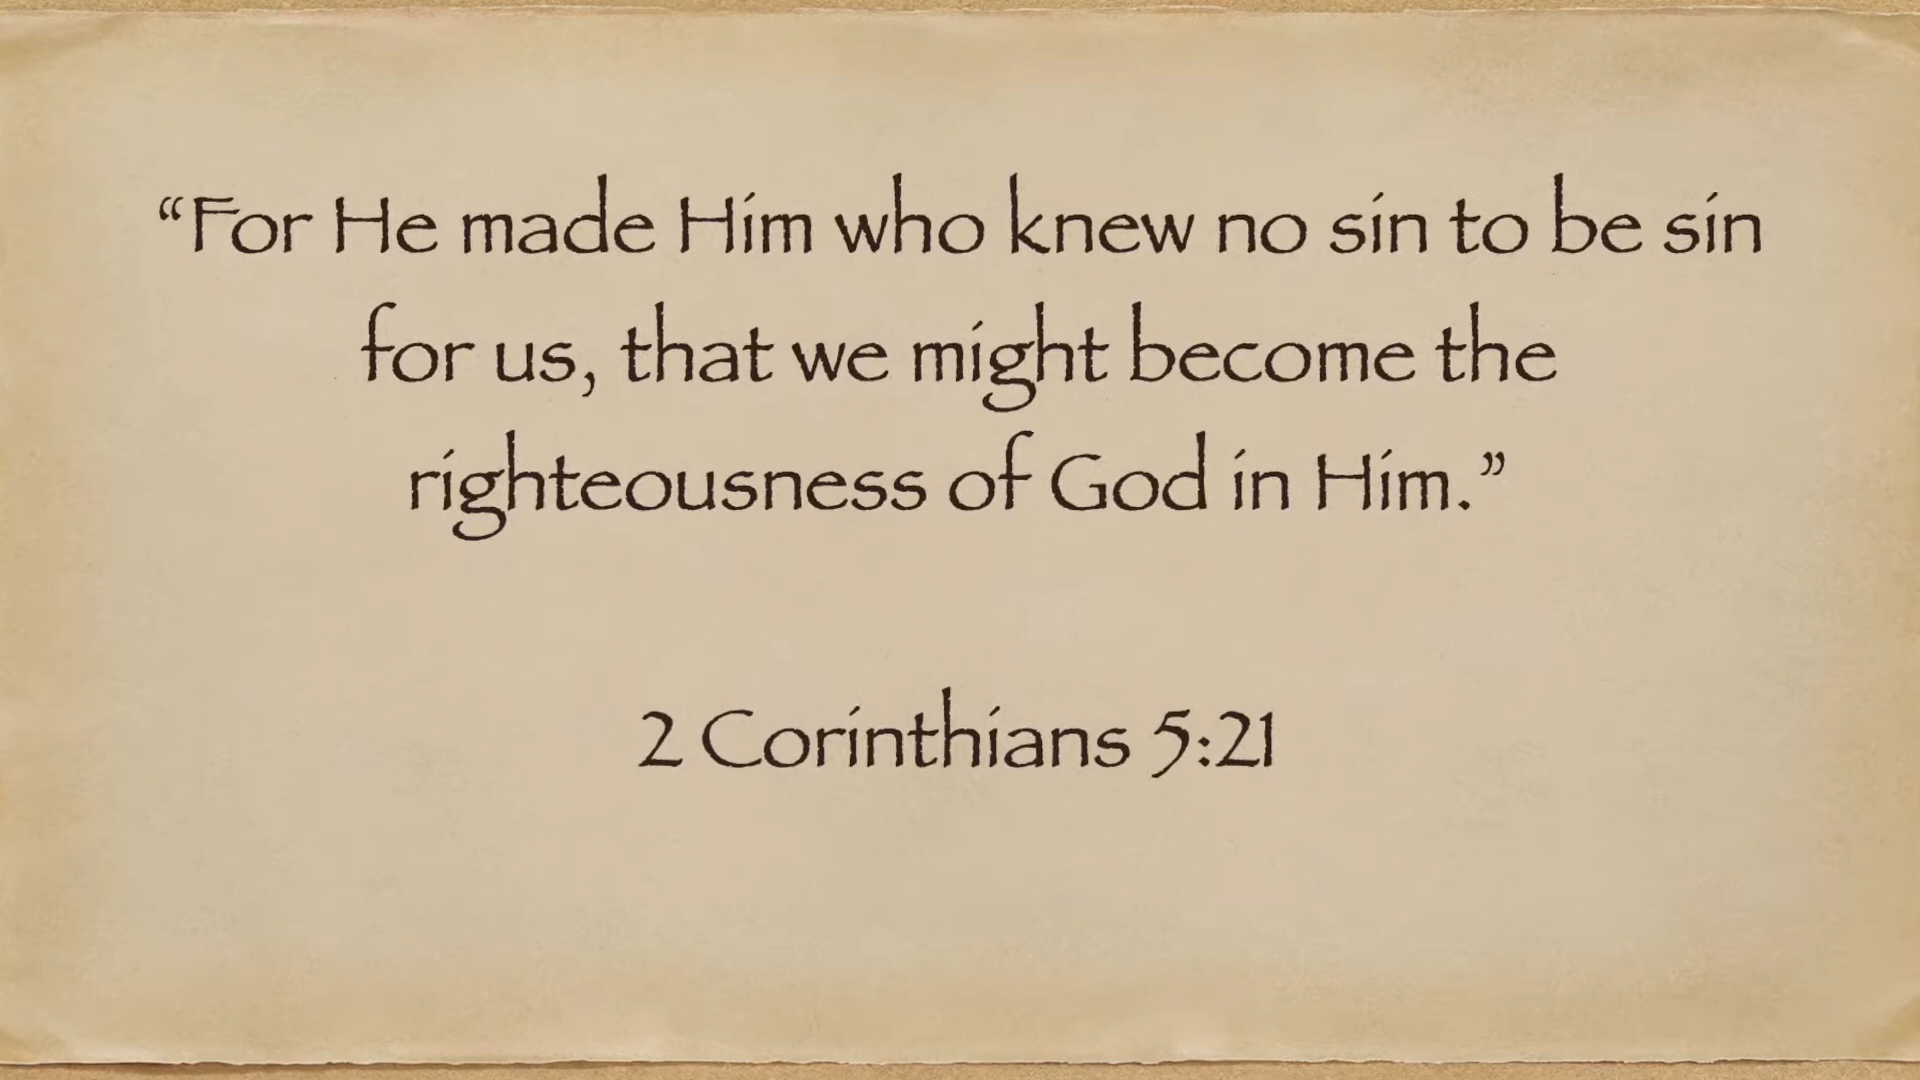 “For He made Him who knew no sin to be sin
for us, that we might become the
righteousness of God in Him.”
2 Corinthians 5:21